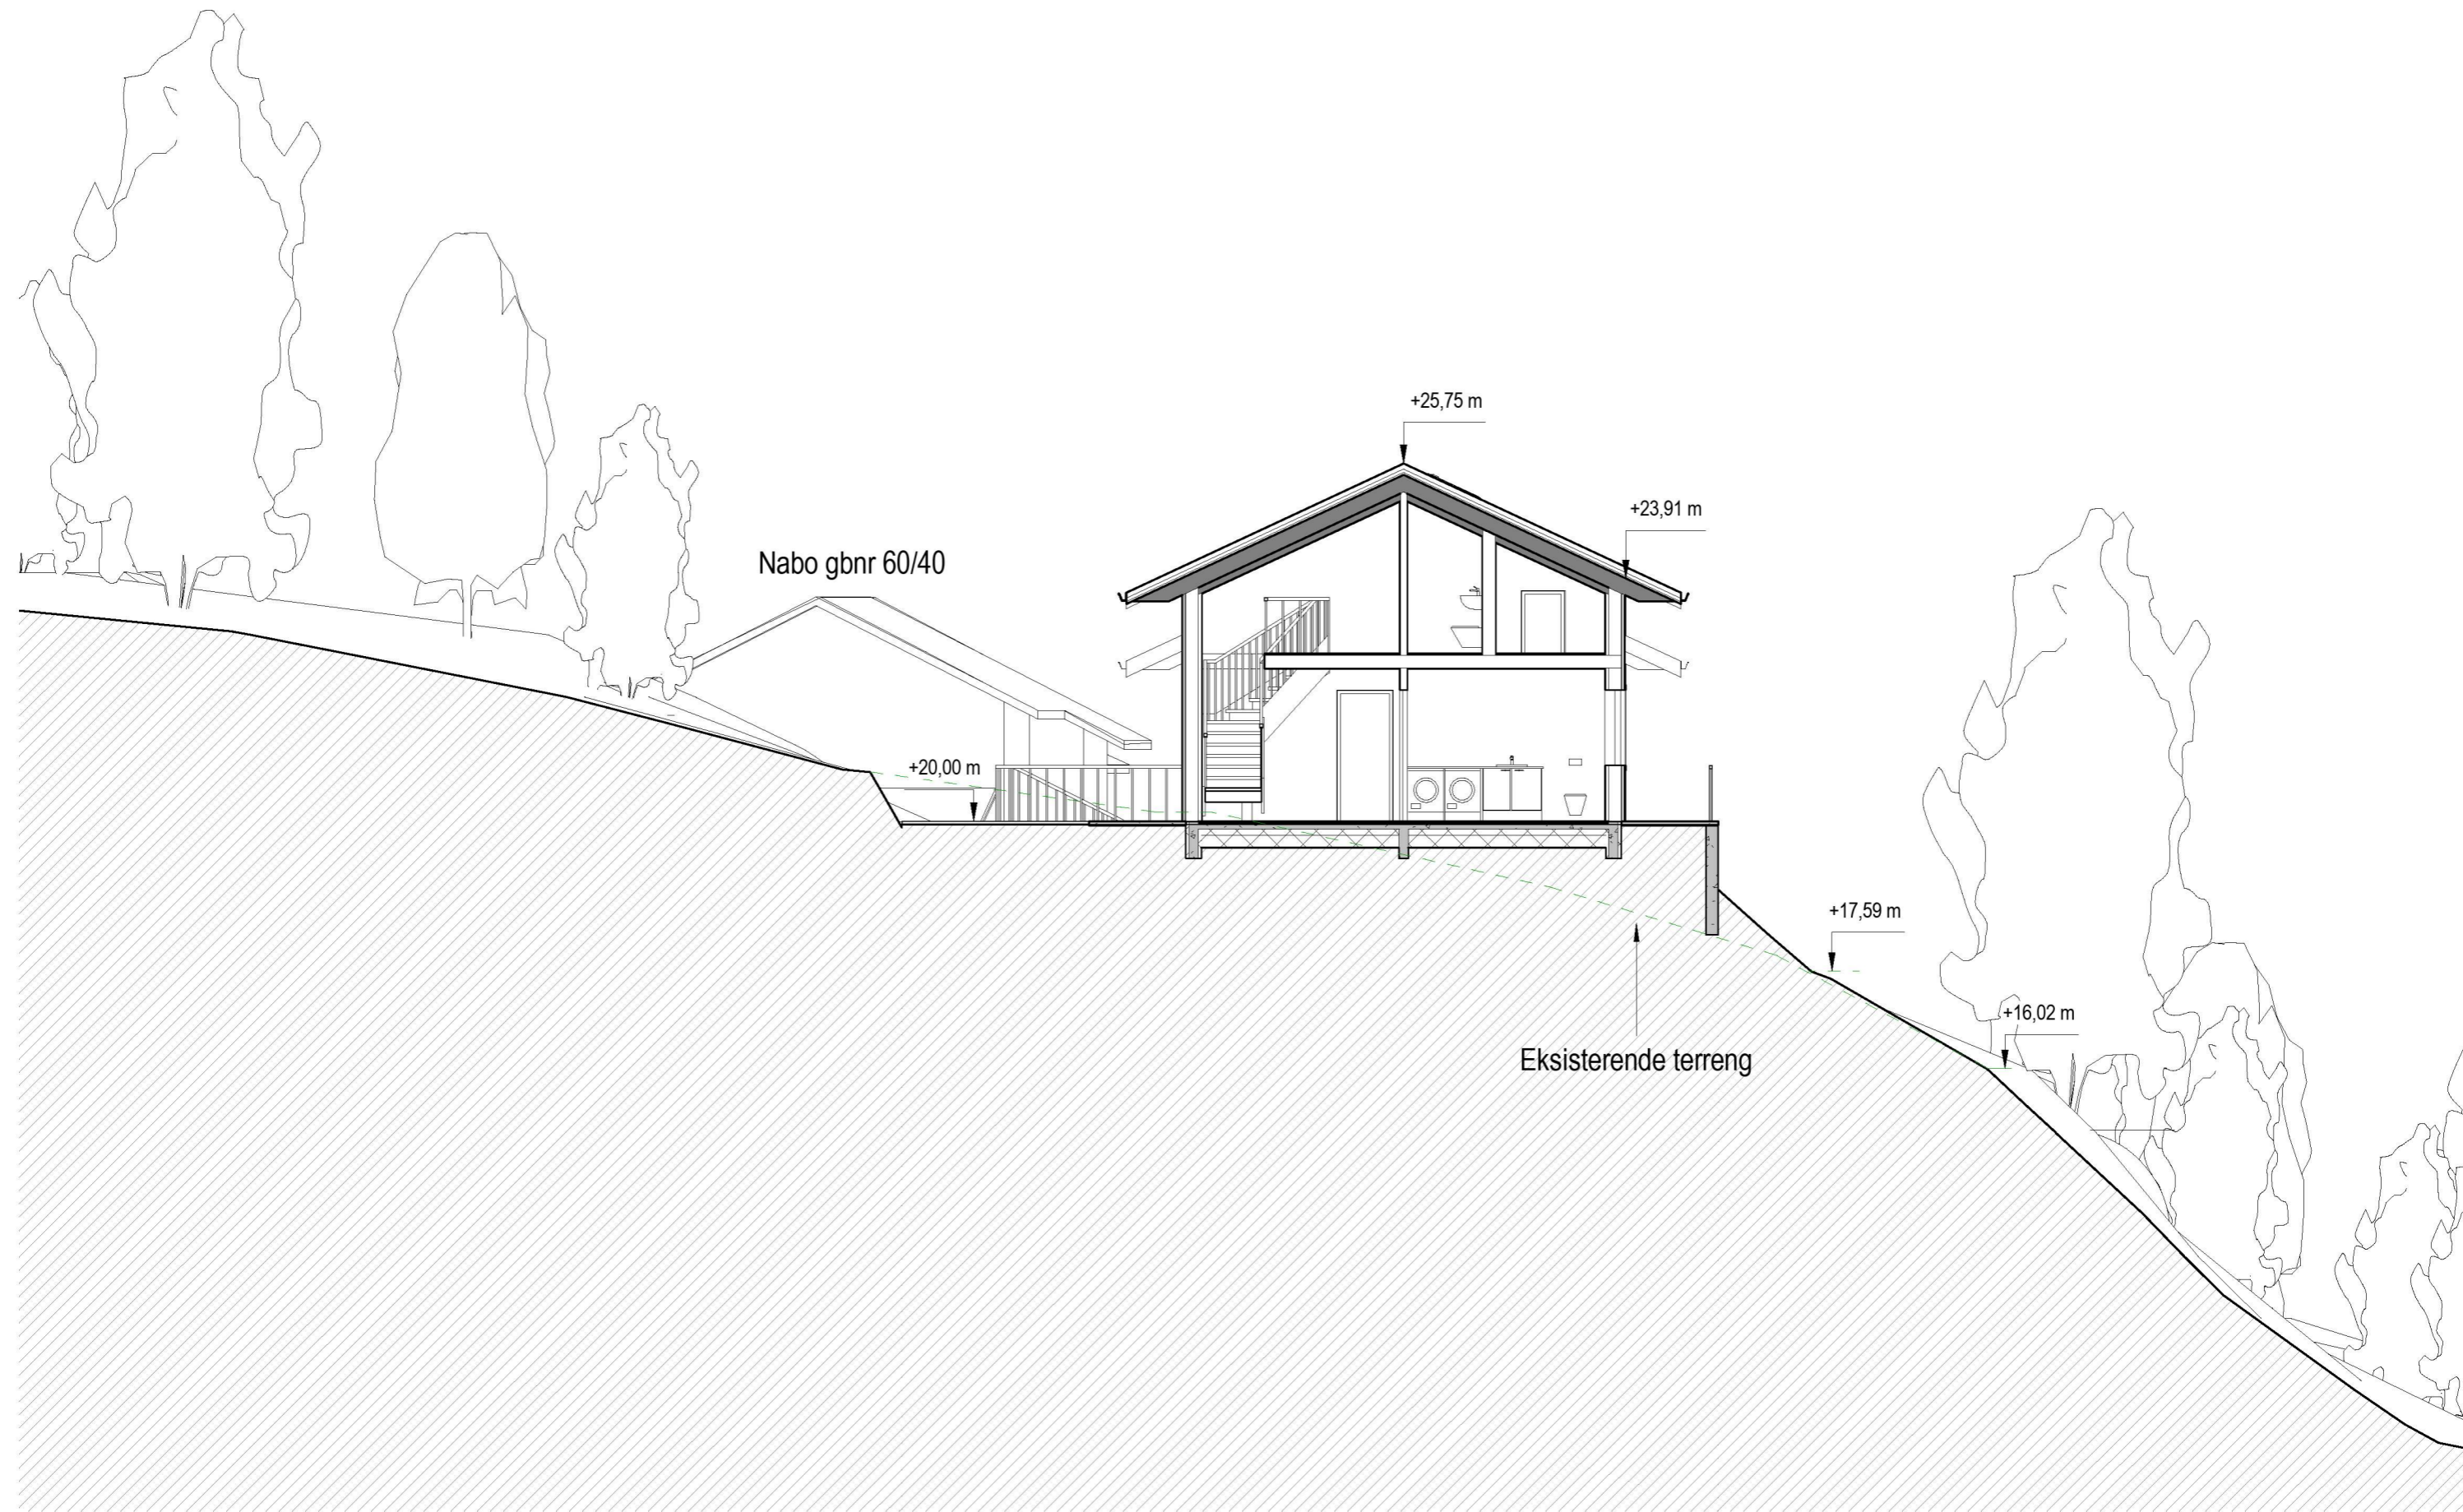 +25,75 m
+23,91 m
Nabo gbnr 60/40
+20,00 m
+17,59 m
+16,02 m
Eksisterende terreng